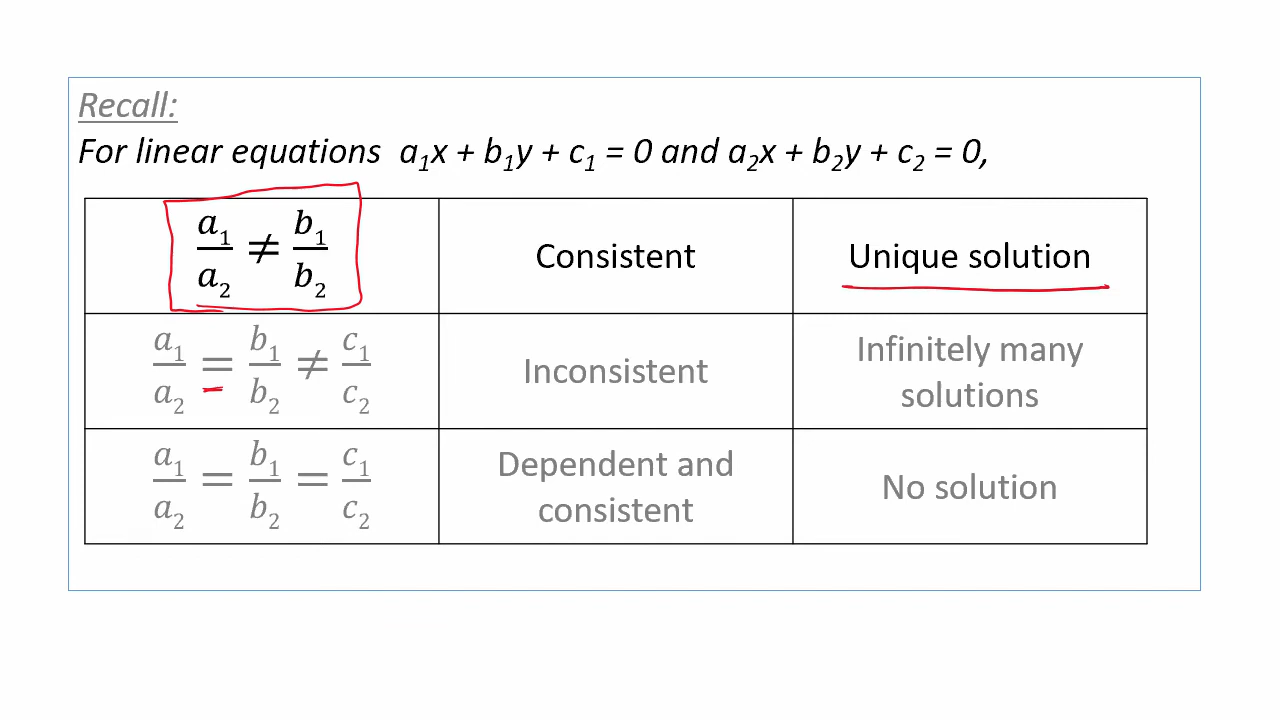 Recall:
For linear equations a₁x + b₁y + c₁ = 0 and a₂x + b₂y + c₂ = 0,
a₁/a₂ ≠ b₁/b₂ Consistent Unique solution
a₁/a₂ = b₁/b₂ ≠ c₁/c₂ Inconsistent Infinitely many solutions
a₁/a₂ = b₁/b₂ = c₁/c₂ Dependent and consistent No solution